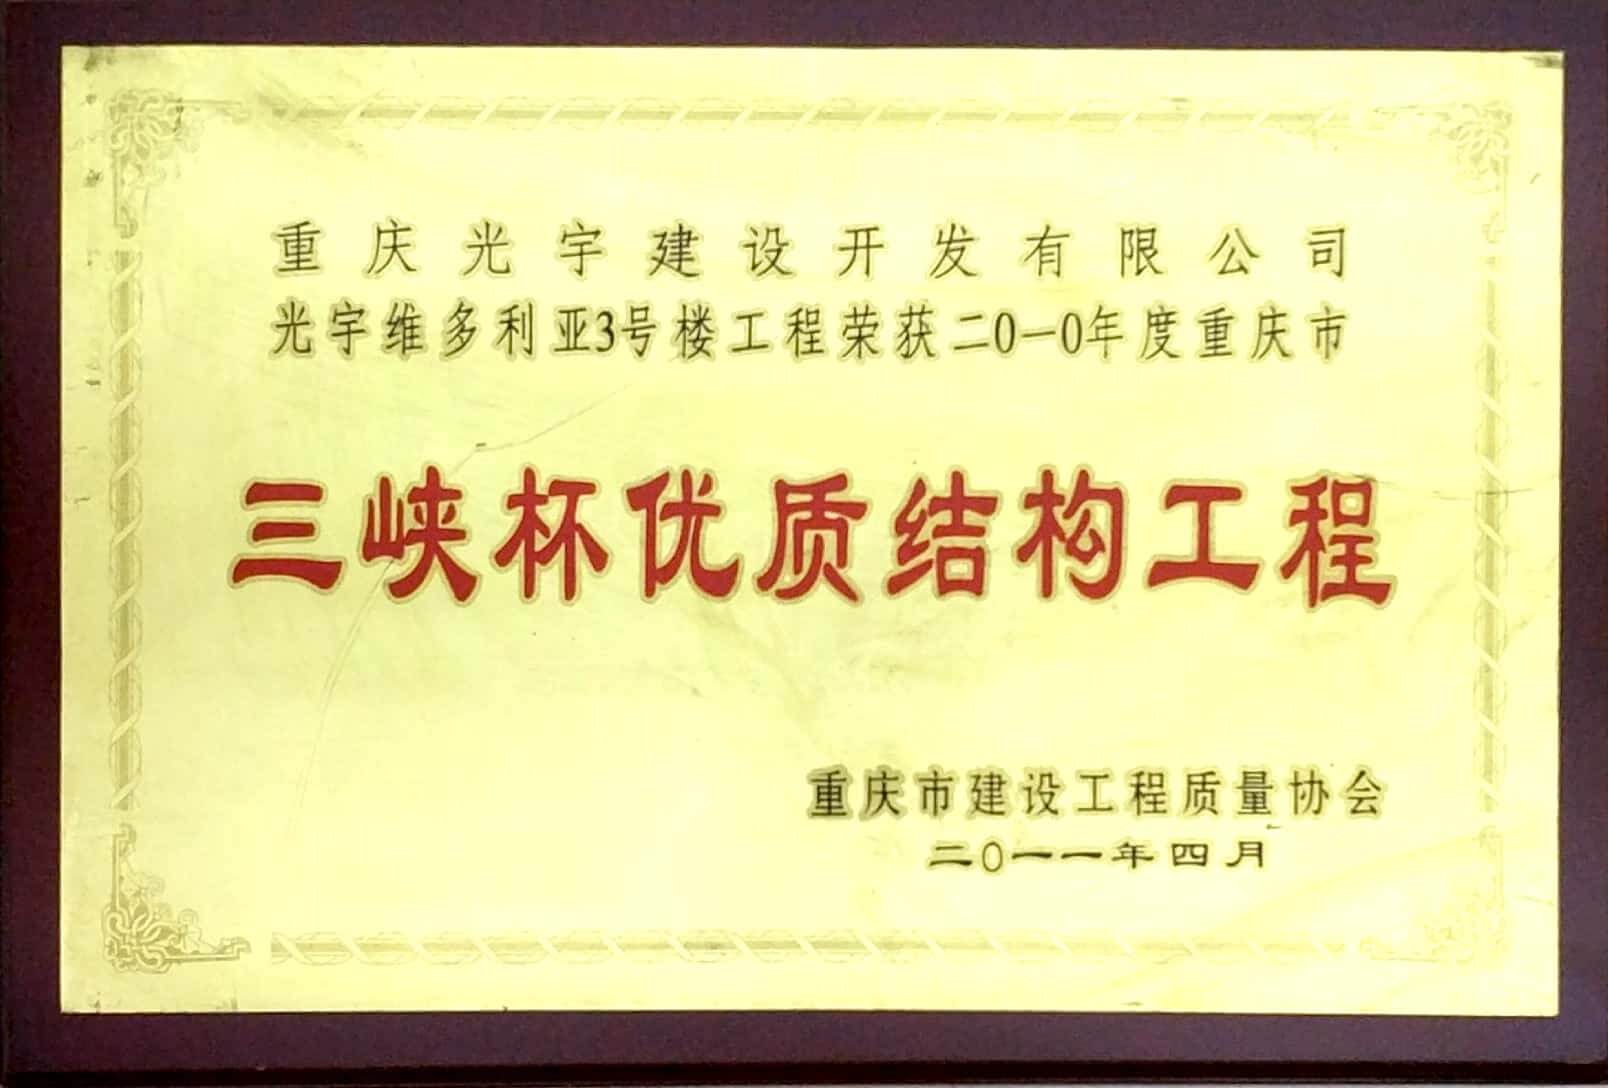 重庆光宇建设开发有限公司
光宇维多利亚3号楼工程荣获二0一0年度重庆市
三峡杯优质结构工程
重庆市建设工程质量协会
二〇一一年四月